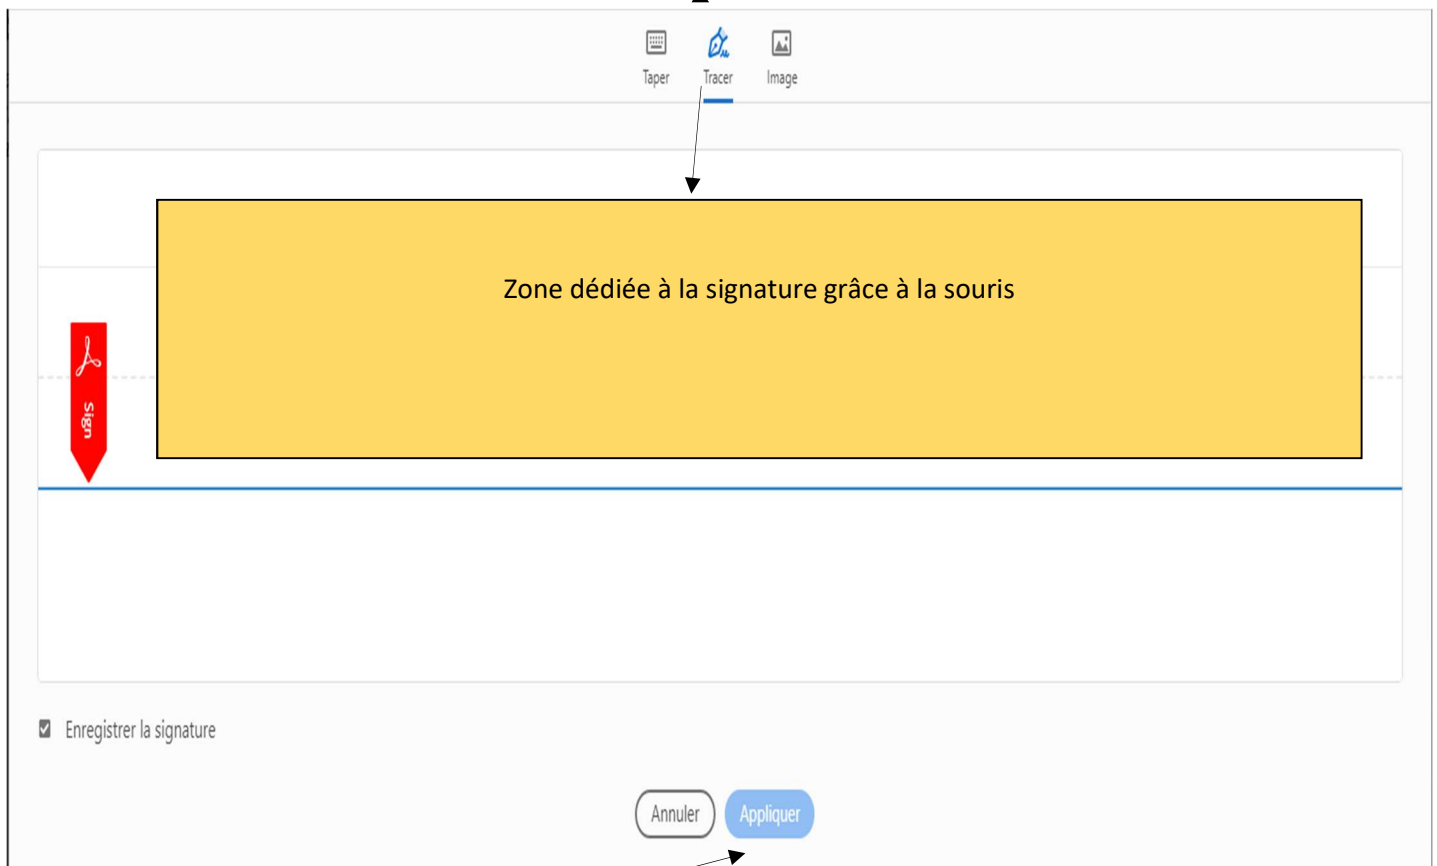 Taper Tracer Image
Zone dédiée à la signature grâce à la souris
Sign
Enregistrer la signature
Annuler Appliquer